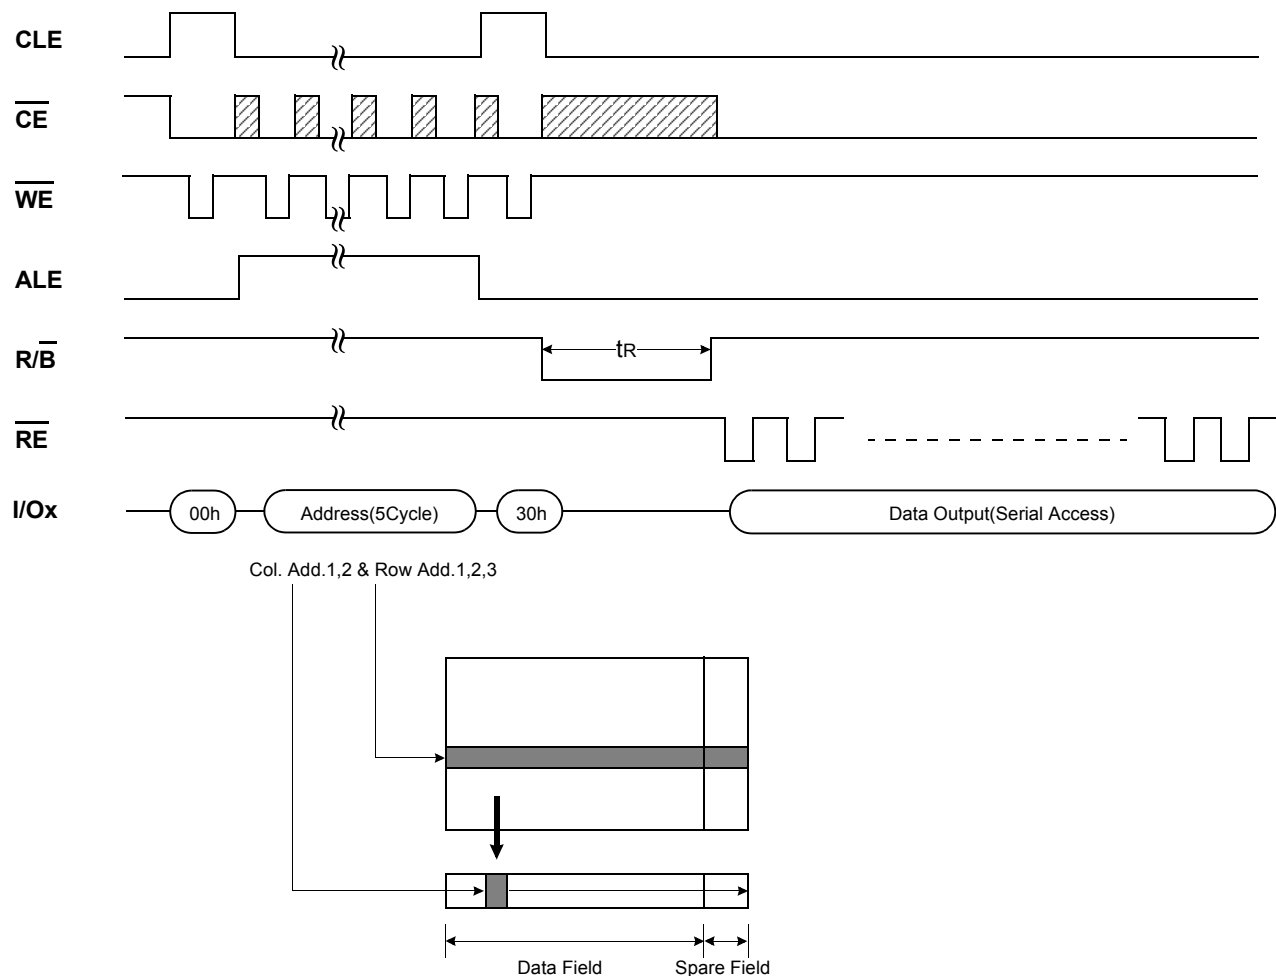 CLE
CE
WE
ALE
R/B
tR
RE
I/Ox
00h
Address(5Cycle)
30h
Data Output(Serial Access)
Col. Add.1,2 & Row Add.1,2,3
Data Field
Spare Field